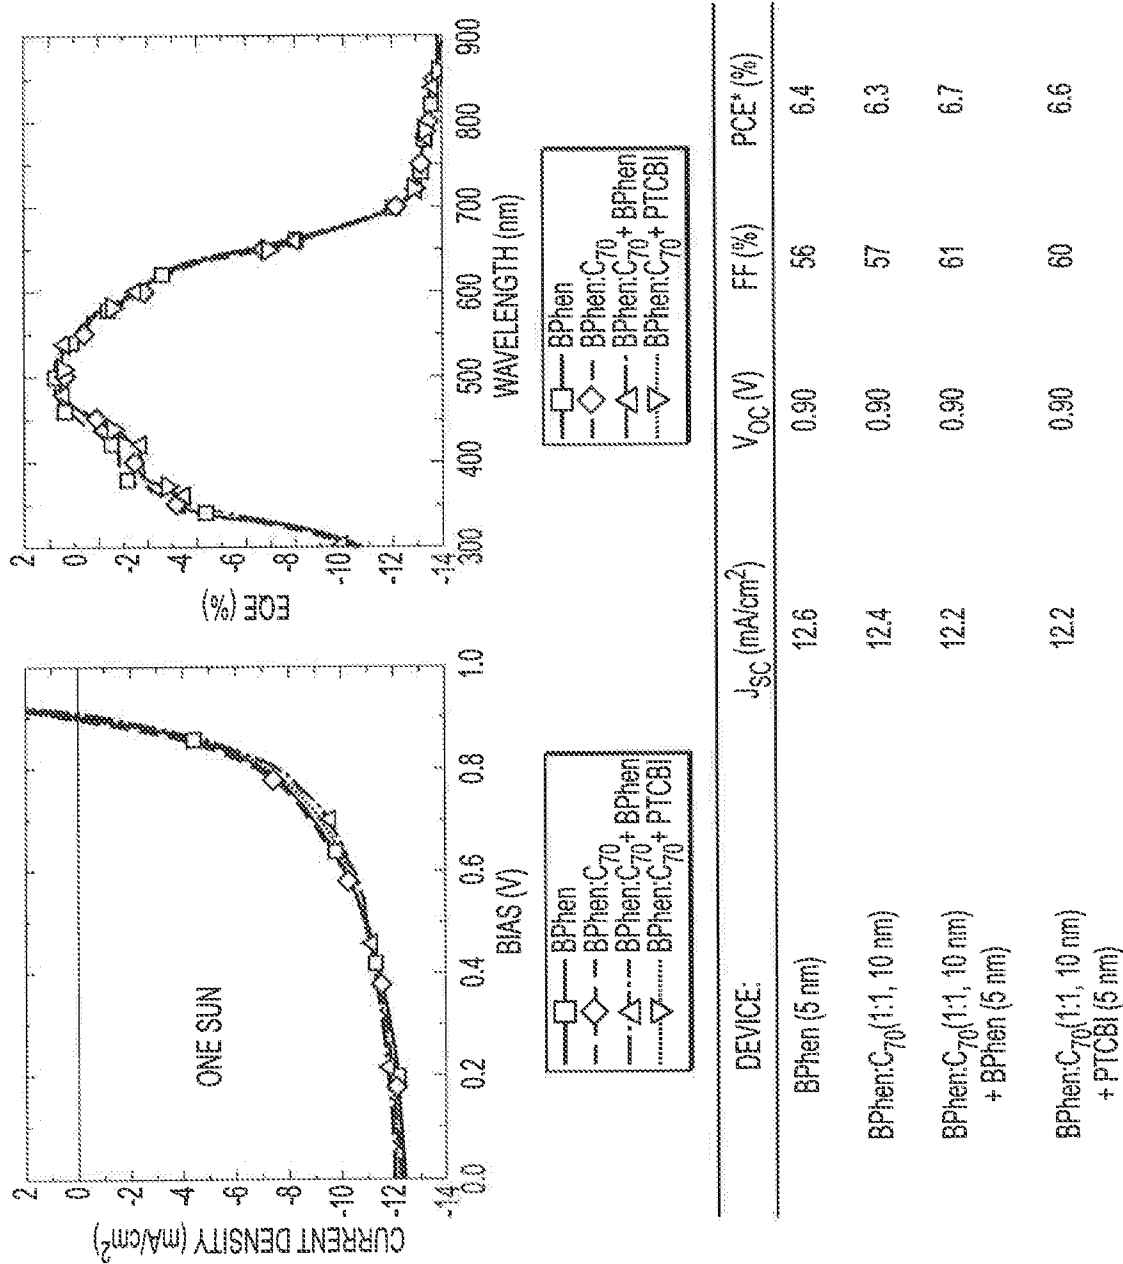 2
0
-2
-4
-6
-8
-10
-12
-14
CURRENT DENSITY (mA/cm2)
ONE SUN
0.0 0.2 0.4 0.6 0.8 1.0
BIAS (V)
BPhen
BPhen:C70
BPhen:C70 + BPhen
BPhen:C70 + PTCBI
2
0
-2
-4
-6
-8
-10
-12
-14
EQE (%)
300 400 500 600 700 800 900
WAVELENGTH (nm)
BPhen
BPhen:C70
BPhen:C70 + BPhen
BPhen:C70 + PTCBI
DEVICE: JSC (mA/cm2) VOC (V) FF (%) PCE* (%)
BPhen (5 nm) 12.6 0.90 56 6.4
BPhen:C70(1:1, 10 nm) 12.4 0.90 57 6.3
BPhen:C70(1:1, 10 nm) 12.2 0.90 61 6.7
+ BPhen (5 nm)
BPhen:C70(1:1, 10 nm) 12.2 0.90 60 6.6
+ PTCBI (5 nm)